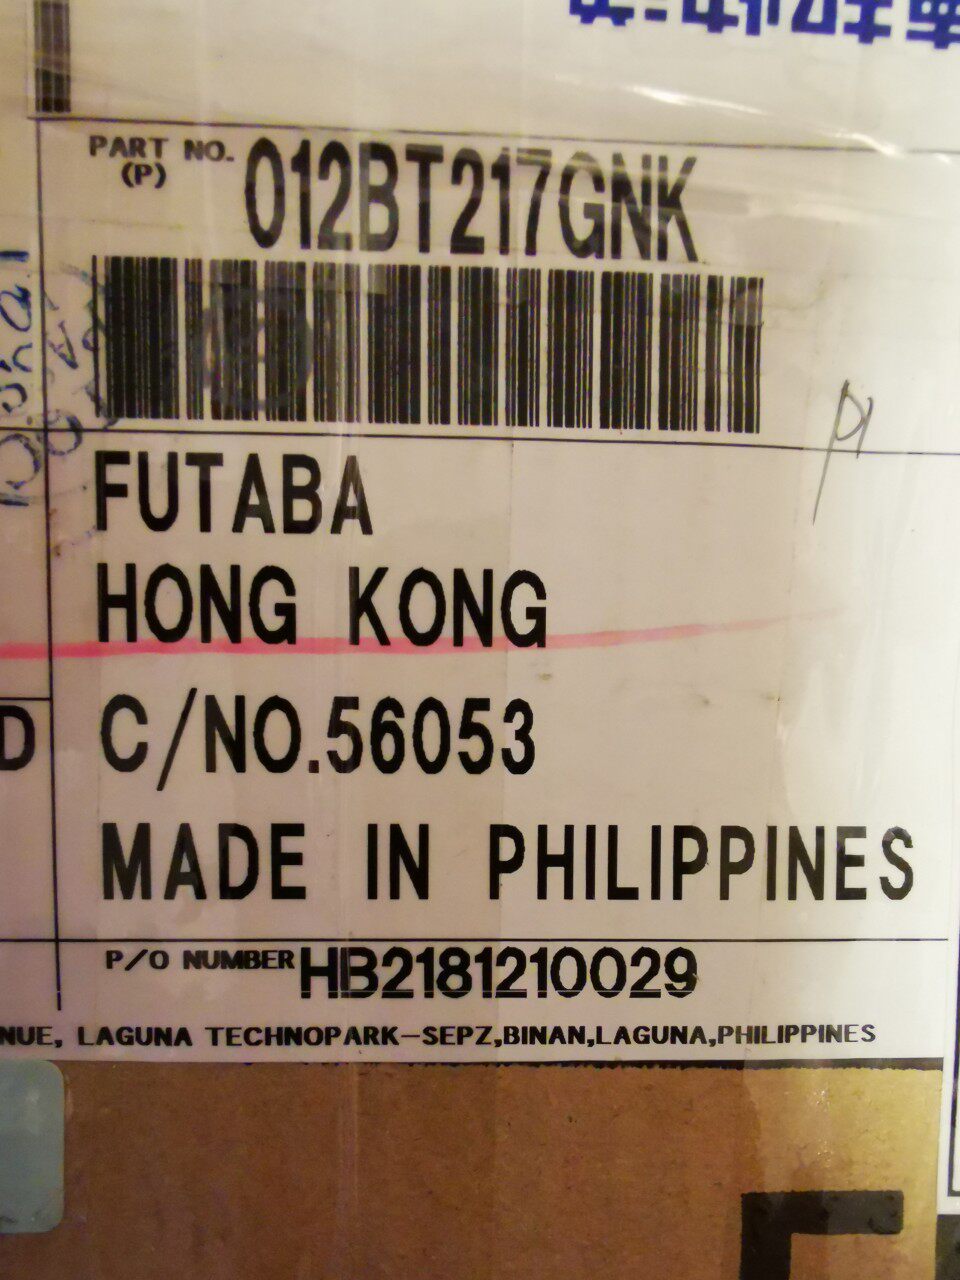 PART NO. 012BT217GNK
(P)
FUTABA
HONG KONG
D C/NO.56053
MADE IN PHILIPPINES
P/O NUMBER HB2181210029
NUE, LAGUNA TECHNOPARK-SEPZ,BINAN,LAGUNA,PHILIPPINES